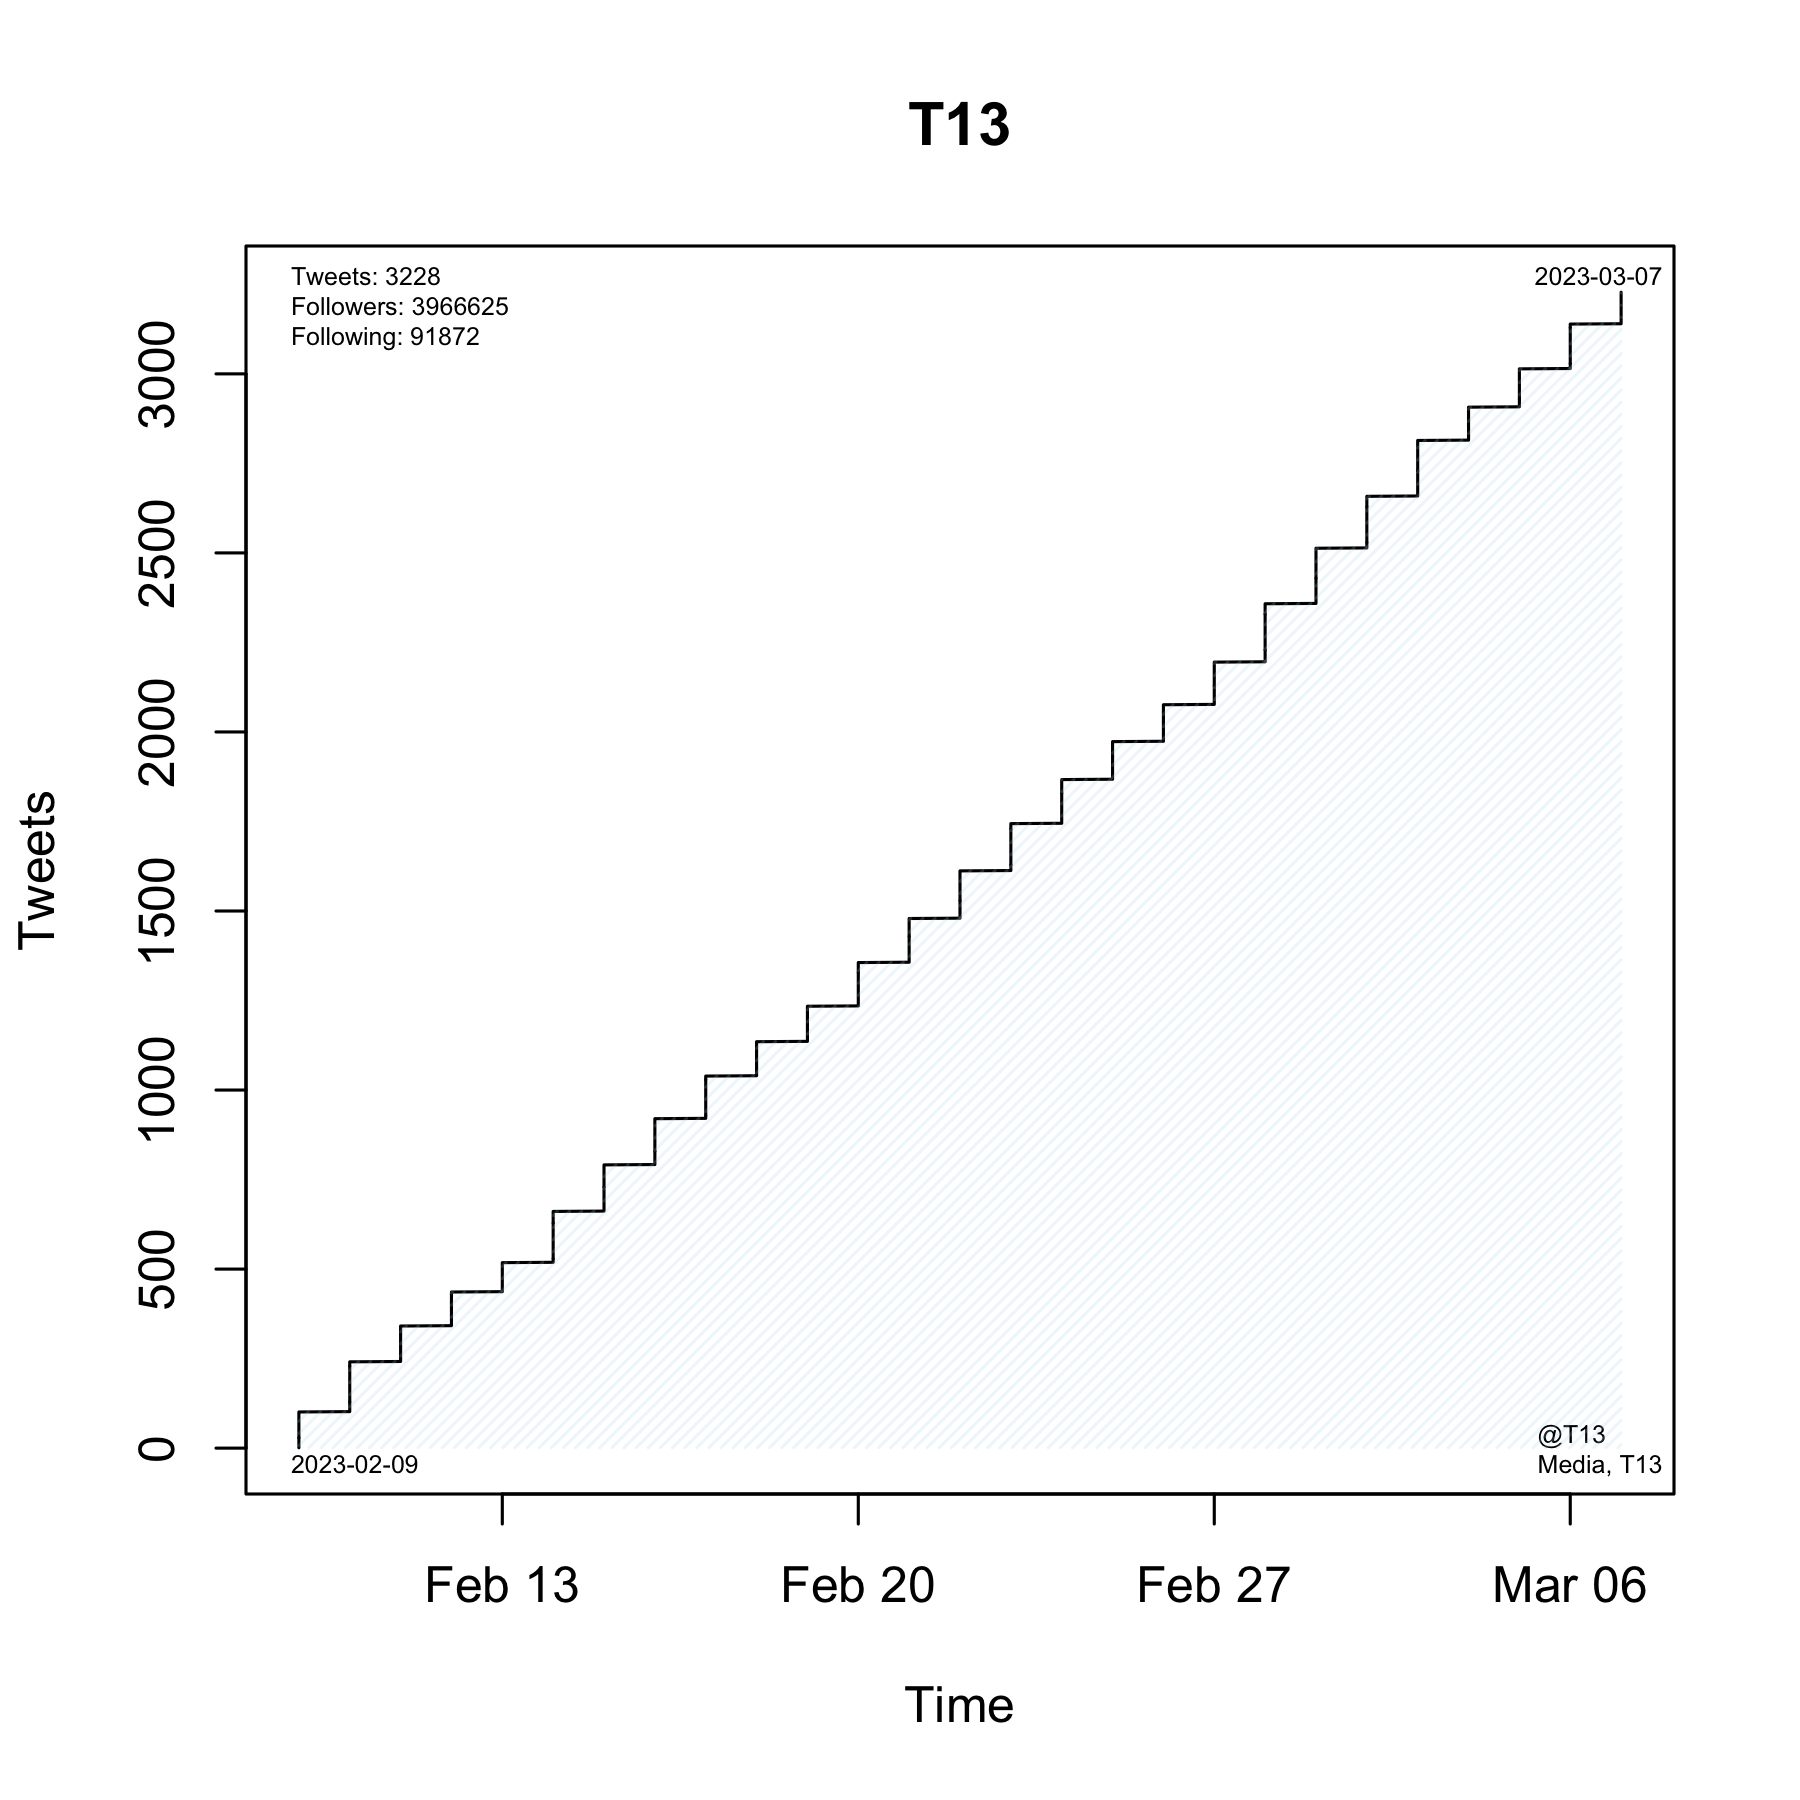 T13
Tweets: 3228
Followers: 3966625
Following: 91872
2023-03-07
3000
2500
2000
1500
1000
500
0
Tweets
2023-02-09
@T13
Media, T13
Feb 13
Feb 20
Feb 27
Mar 06
Time